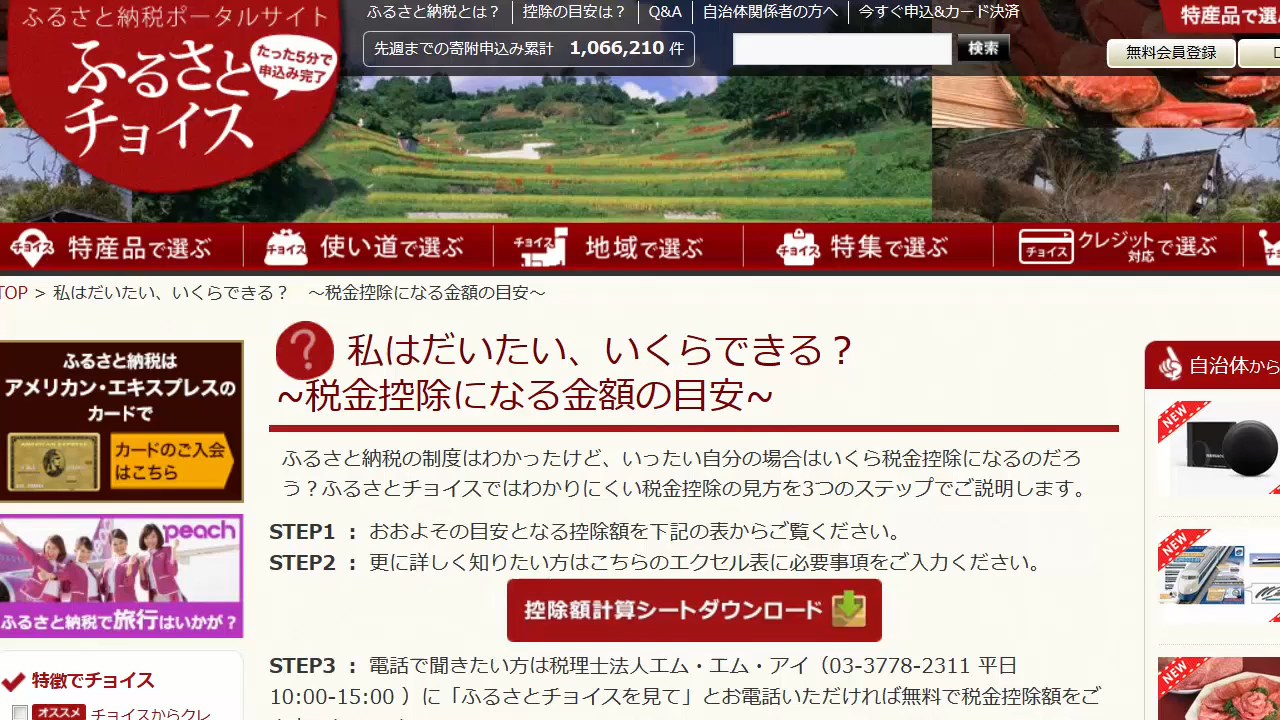 ふるさと納税ポータルサイト
ふるさと
チョイス
たった5分で
申込み完了
ふるさと納税とは？ 控除の目安は？ Q&A 自治体関係者の方へ 今すぐ申込&カード決済
先週までの寄附申込み累計 1,066,210 件
検索
特産品で選
無料会員登録
チョイス 特産品で選ぶ チョイス 使い道で選ぶ チョイス 地域で選ぶ チョイス 特集で選ぶ チョイス クレジット対応で選ぶ
TOP > 私はだいたい、いくらできる？ ～税金控除になる金額の目安～
ふるさと納税は
アメリカン・エキスプレスの
カードで
AMERICAN EXPRESS
カードのご入会
はこちら
peach
ふるさと納税で旅行はいかが？
特徴でチョイス
オススメ チョイスからクレ
? 私はだいたい、いくらできる？
~税金控除になる金額の目安~
ふるさと納税の制度はわかったけど、いったい自分の場合はいくら税金控除になるのだろ
う？ふるさとチョイスではわかりにくい税金控除の見方を3つのステップでご説明します。
STEP1 ： おおよその目安となる控除額を下記の表からご覧ください。
STEP2 ： 更に詳しく知りたい方はこちらのエクセル表に必要事項をご入力ください。
控除額計算シートダウンロード
STEP3 ： 電話で聞きたい方は税理士法人エム・エム・アイ（03-3778-2311 平日
10:00-15:00 ）に「ふるさとチョイスを見て」とお電話いただければ無料で税金控除額をご
自治体から
NEW
NEW
NEW